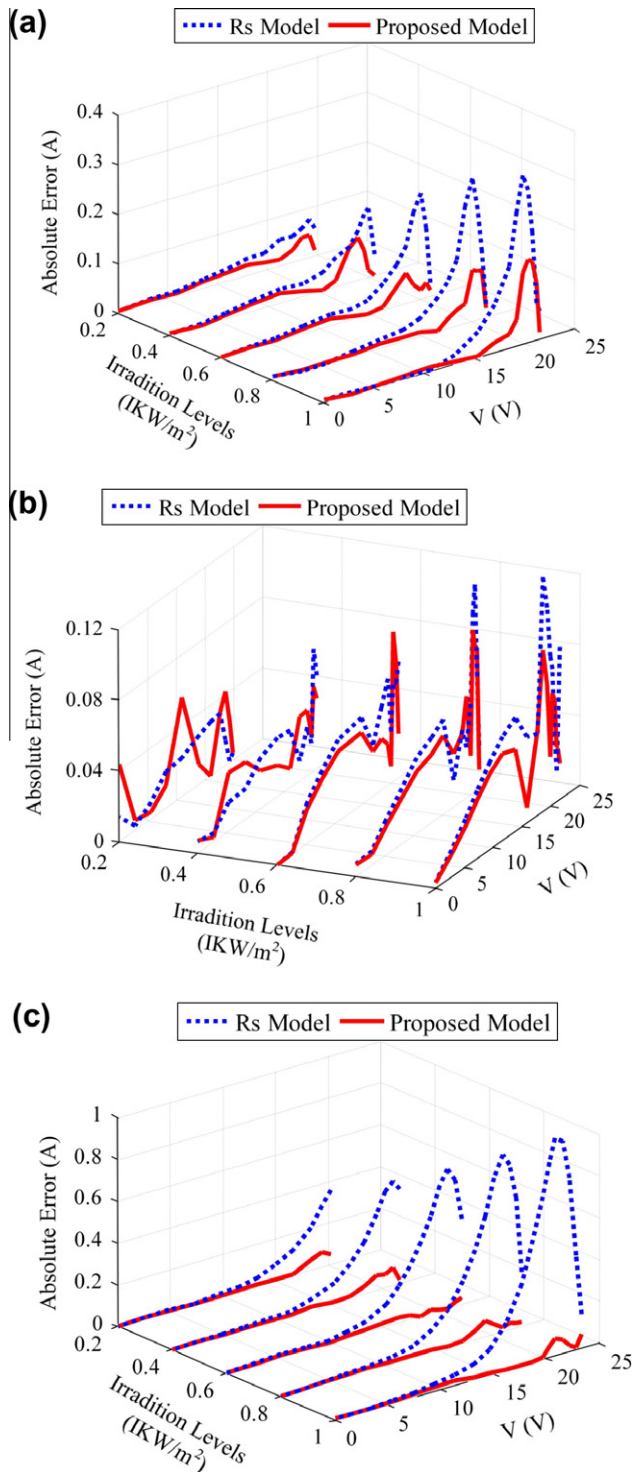 (a)
Rs Model Proposed Model
Absolute Error (A)
0.4
0.3
0.2
0.1
0
0.2
0.4
0.6
0.8
1
Irradition Levels
(IKW/m²)
0
5
10
15
20
25
V (V)
(b)
Rs Model Proposed Model
Absolute Error (A)
0.12
0.08
0.04
0
0.2
0.4
0.6
0.8
1
Irradition Levels
(IKW/m²)
0
5
10
15
20
25
V (V)
(c)
Rs Model Proposed Model
Absolute Error (A)
1
0.8
0.6
0.4
0.2
0
0.2
0.4
0.6
0.8
1
Irradition Levels
(IKW/m²)
0
5
10
15
20
25
V (V)